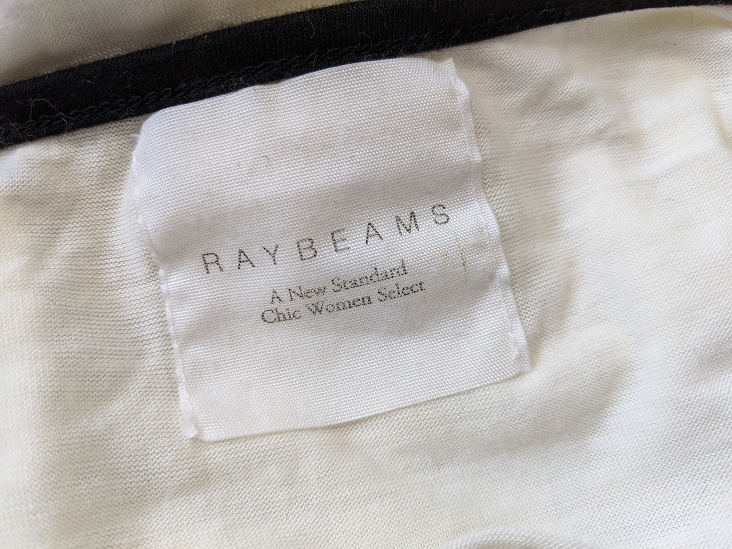 RAYBEAMS
A New Standard
Chic Women Select